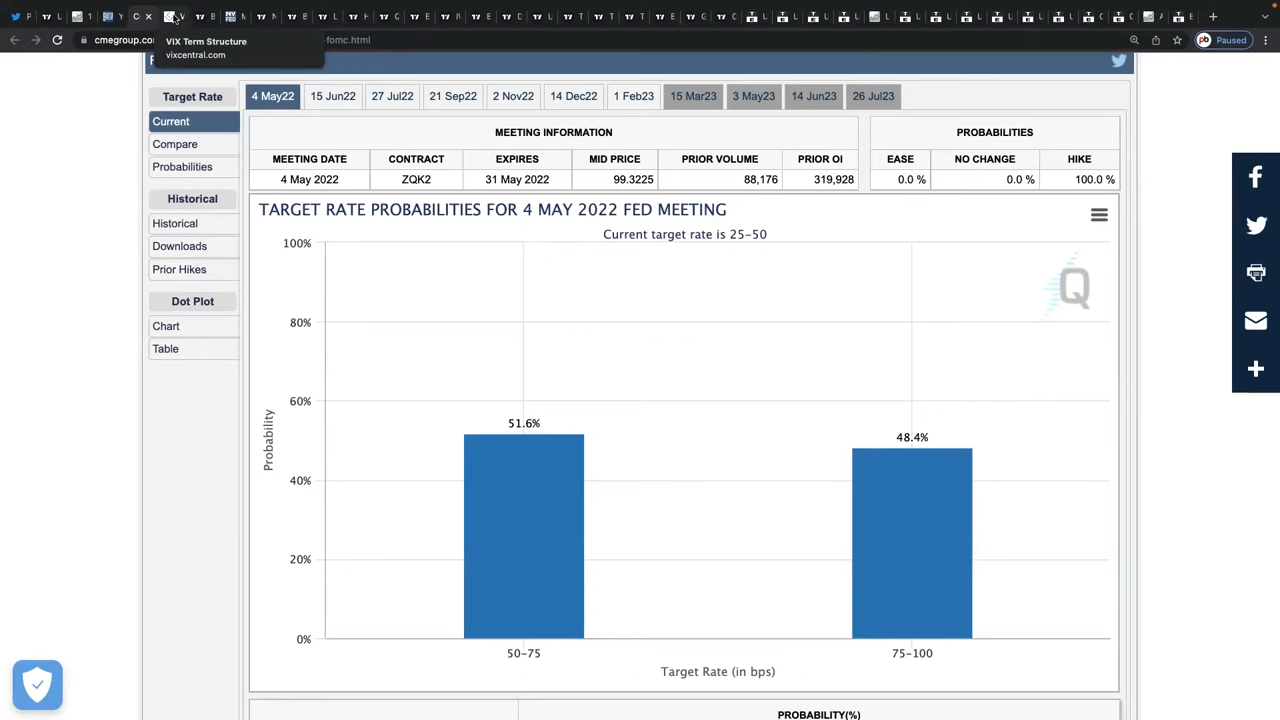 VIX Term Structure
vixcentral.com
cmegroup.co
-fomc.html
Paused
Target Rate
Current
Compare
Probabilities
Historical
Historical
Downloads
Prior Hikes
Dot Plot
Chart
Table
4 May22 15 Jun22 27 Jul22 21 Sep22 2 Nov22 14 Dec22 1 Feb23 15 Mar23 3 May23 14 Jun23 26 Jul23
MEETING INFORMATION
MEETING DATE CONTRACT EXPIRES MID PRICE PRIOR VOLUME PRIOR OI
4 May 2022 ZQK2 31 May 2022 99.3225 88,176 319,928
PROBABILITIES
EASE NO CHANGE HIKE
0.0 % 0.0 % 100.0 %
TARGET RATE PROBABILITIES FOR 4 MAY 2022 FED MEETING
Current target rate is 25-50
Q
Probability
100%
80%
60%
40%
20%
0%
51.6%
48.4%
50-75
75-100
Target Rate (in bps)
PROBABILITY(%)